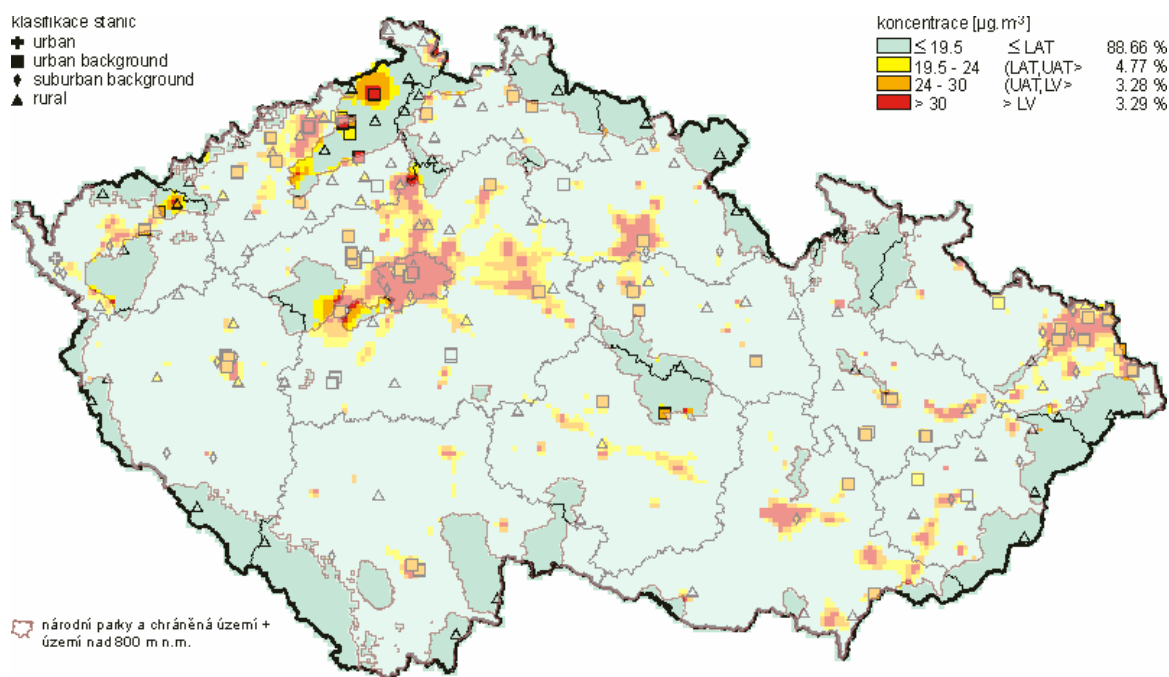 klasifikace stanic
urban
urban background
suburban background
rural
koncentrace [µg.m-³]
≤ 19.5 ≤ LAT 88.66 %
19.5 - 24 (LAT,UAT> 4.77 %
24 - 30 (UAT,LV> 3.28 %
> 30 > LV 3.29 %
národní parky a chráněná území +
území nad 800 m n.m.